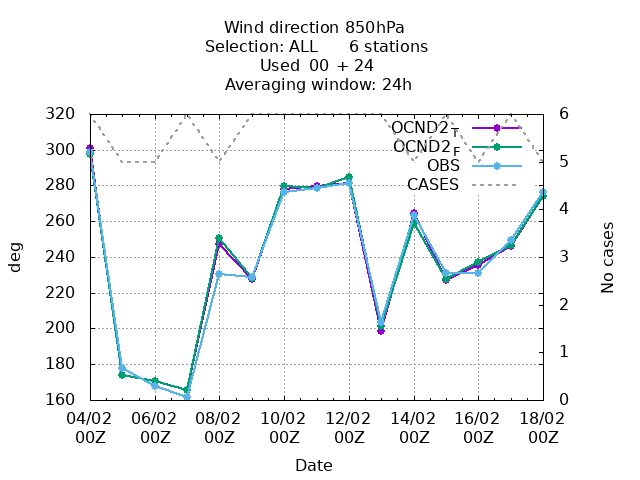 Wind direction 850hPa
Selection: ALL      6 stations
Used  00 + 24
Averaging window: 24h
320
300
280
260
240
220
200
180
160
6
5
4
3
2
1
0
OCND2_T
OCND2_F
OBS
CASES
deg
No cases
04/02 06/02 08/02 10/02 12/02 14/02 16/02 18/02
00Z 00Z 00Z 00Z 00Z 00Z 00Z 00Z
Date